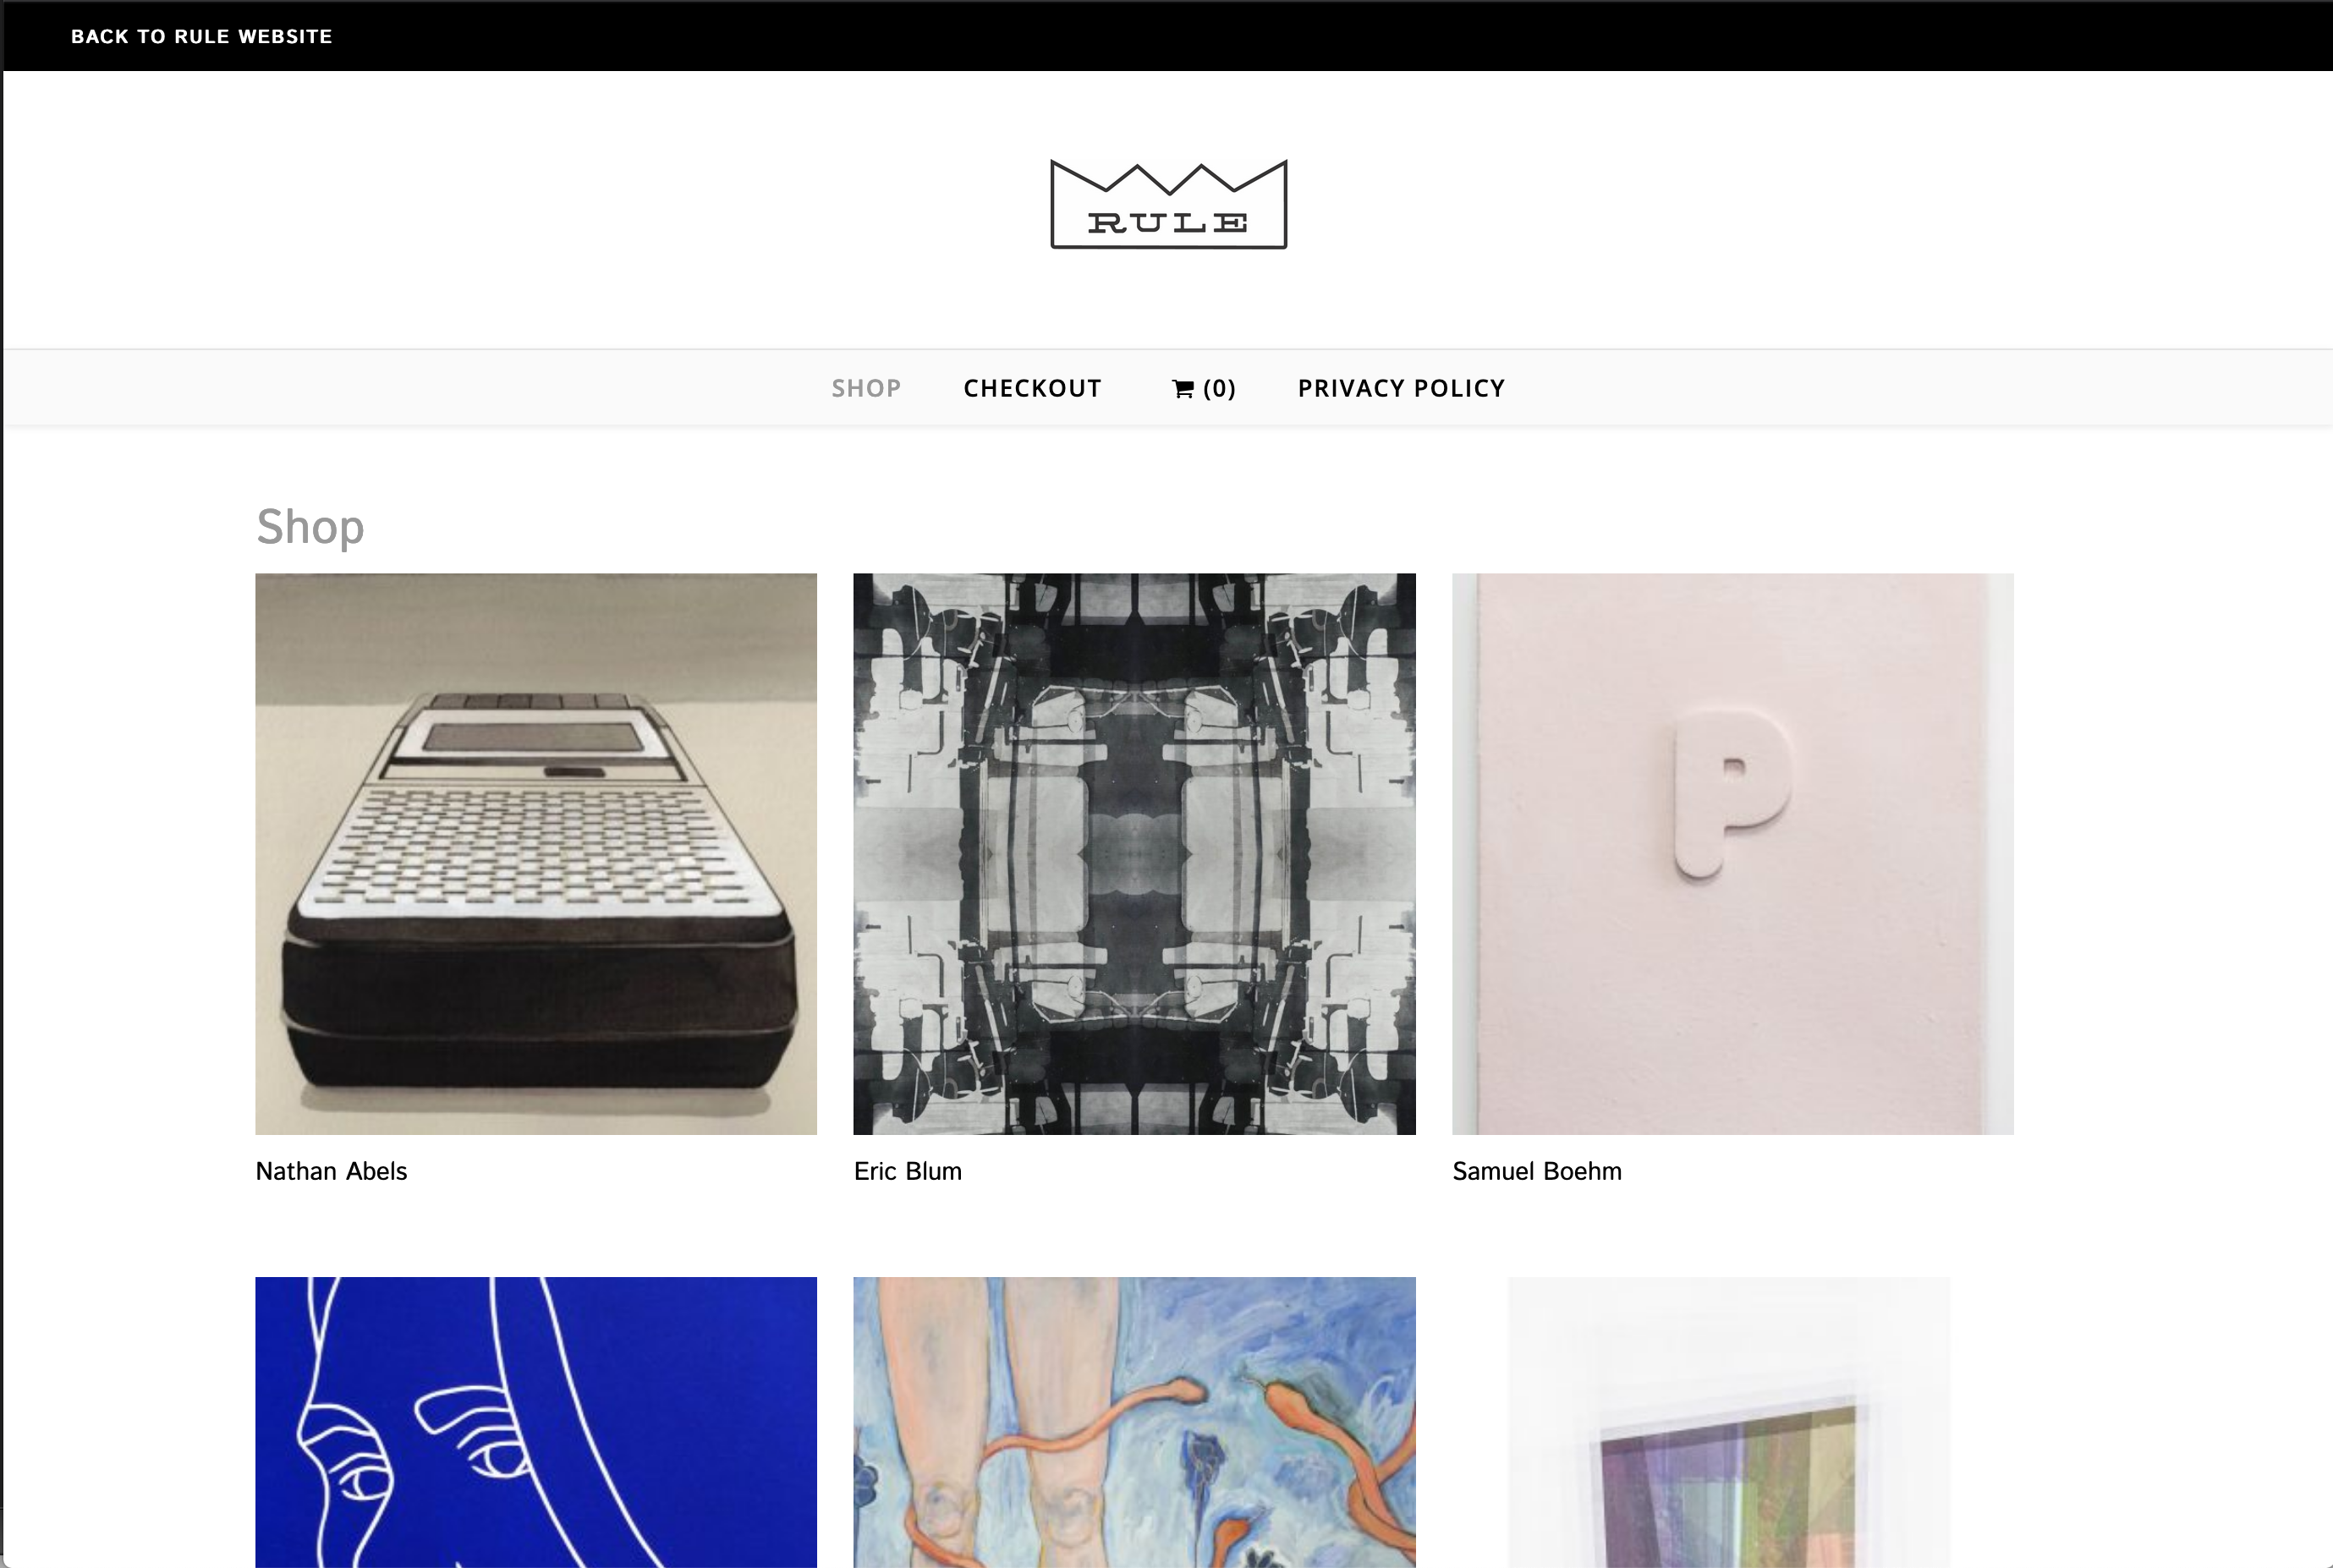 BACK TO RULE WEBSITE
RULE
SHOP CHECKOUT (0) PRIVACY POLICY
Shop
P
Nathan Abels Eric Blum Samuel Boehm